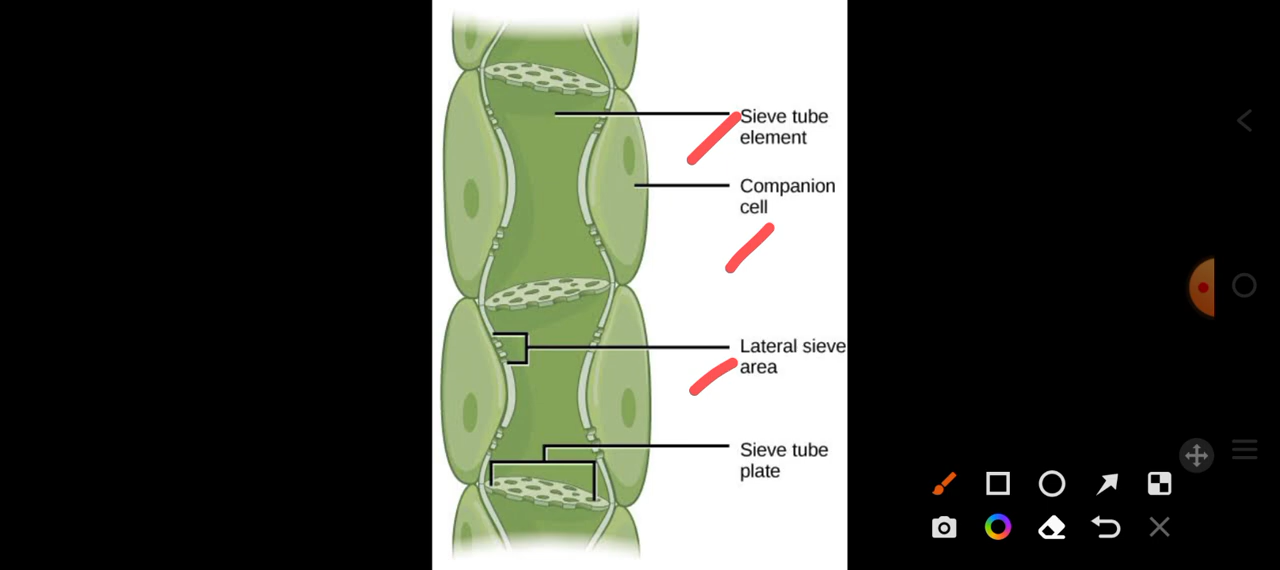 Sieve tube
element
Companion
cell
Lateral sieve
area
Sieve tube
plate